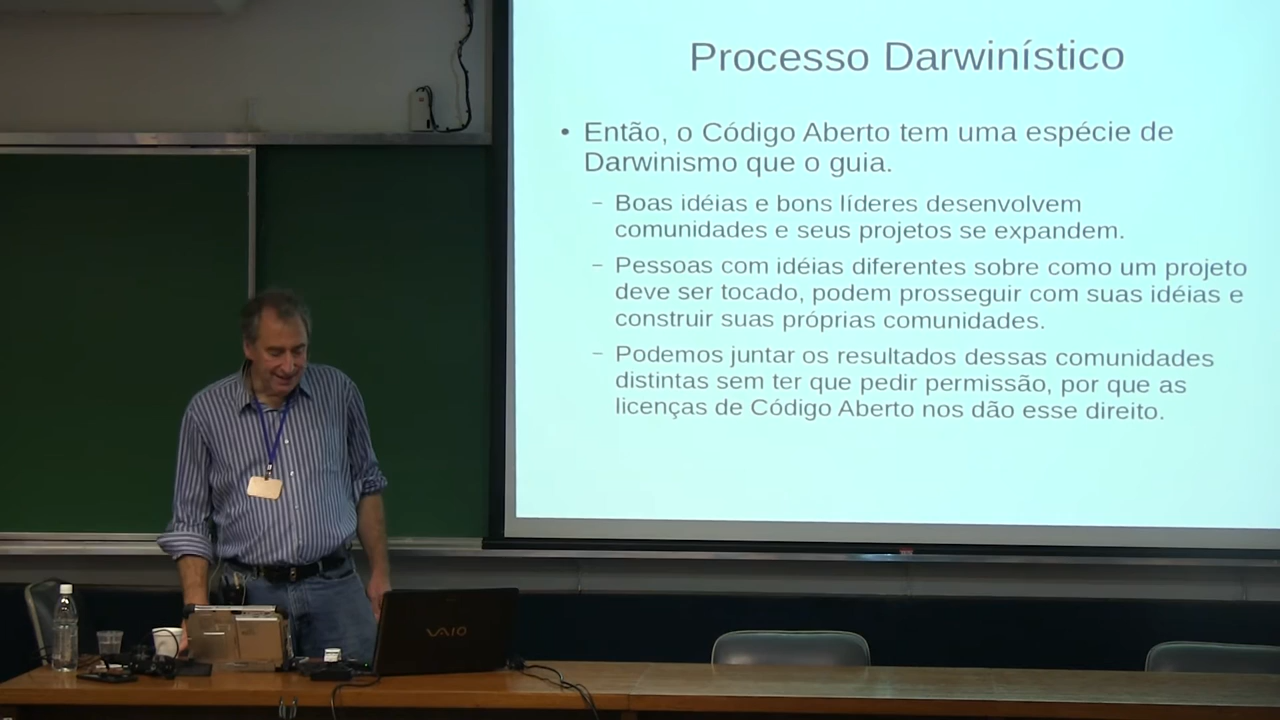 Processo Darwinístico
• Então, o Código Aberto tem uma espécie de
Darwinismo que o guia.
– Boas idéias e bons líderes desenvolvem
comunidades e seus projetos se expandem.
– Pessoas com idéias diferentes sobre como um projeto
deve ser tocado, podem prosseguir com suas idéias e
construir suas próprias comunidades.
– Podemos juntar os resultados dessas comunidades
distintas sem ter que pedir permissão, por que as
licenças de Código Aberto nos dão esse direito.
VAIO